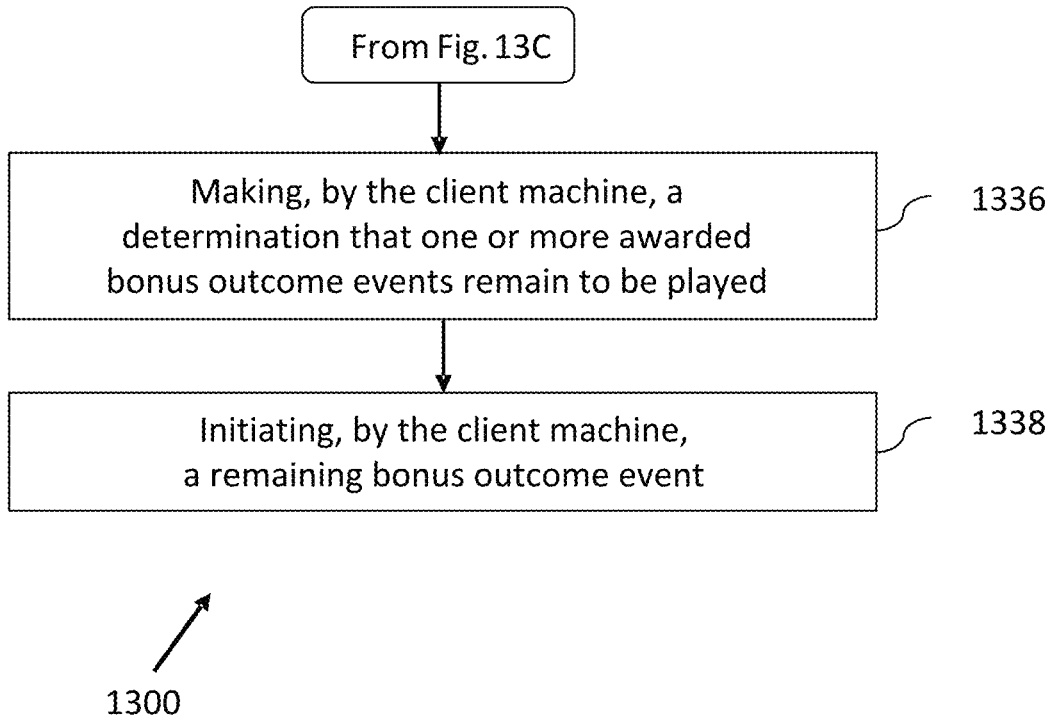 From Fig. 13C
Making, by the client machine, a
determination that one or more awarded
bonus outcome events remain to be played
1336
Initiating, by the client machine,
a remaining bonus outcome event
1338
1300